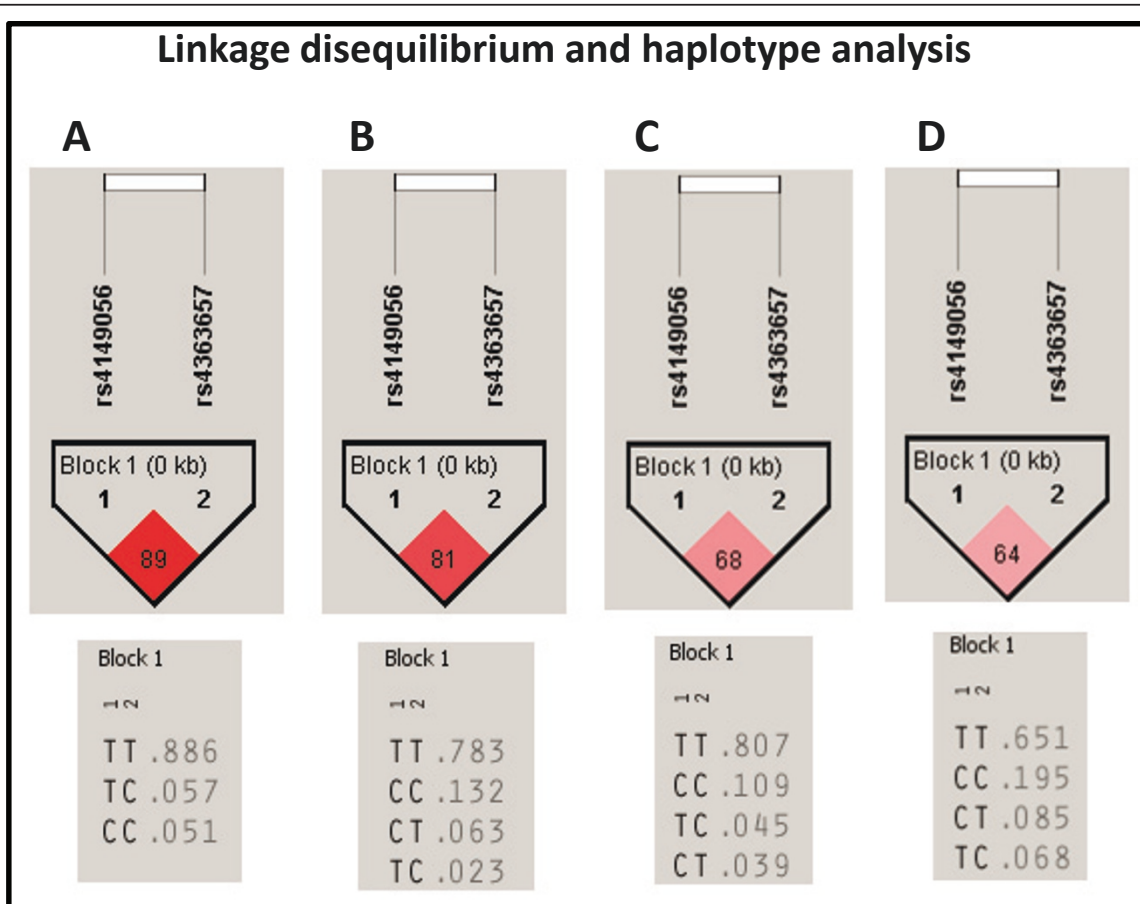 Linkage disequilibrium and haplotype analysis
A
rs4149056
rs4363657
Block 1 (0 kb)
1 2
89
Block 1
1 2
TT .886
TC .057
CC .051
B
rs4149056
rs4363657
Block 1 (0 kb)
1 2
81
Block 1
1 2
TT .783
CC .132
CT .063
TC .023
C
rs4149056
rs4363657
Block 1 (0 kb)
1 2
68
Block 1
1 2
TT .807
CC .109
TC .045
CT .039
D
rs4149056
rs4363657
Block 1 (0 kb)
1 2
64
Block 1
1 2
TT .651
CC .195
CT .085
TC .068